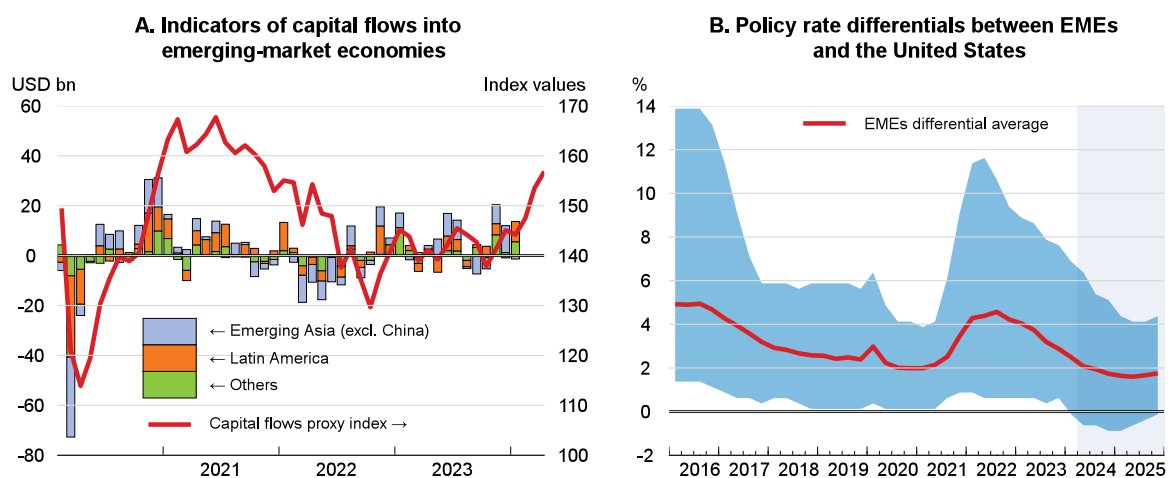 A. Indicators of capital flows into
emerging-market economies
USD bn
Index values
60
40
20
0
-20
-40
-60
-80
170
160
150
140
130
120
110
100
← Emerging Asia (excl. China)
← Latin America
← Others
Capital flows proxy index →
2021
2022
2023
B. Policy rate differentials between EMEs
and the United States
%
14
12
10
8
6
4
2
0
-2
EMEs differential average
2016 2017 2018 2019 2020 2021 2022 2023 2024 2025